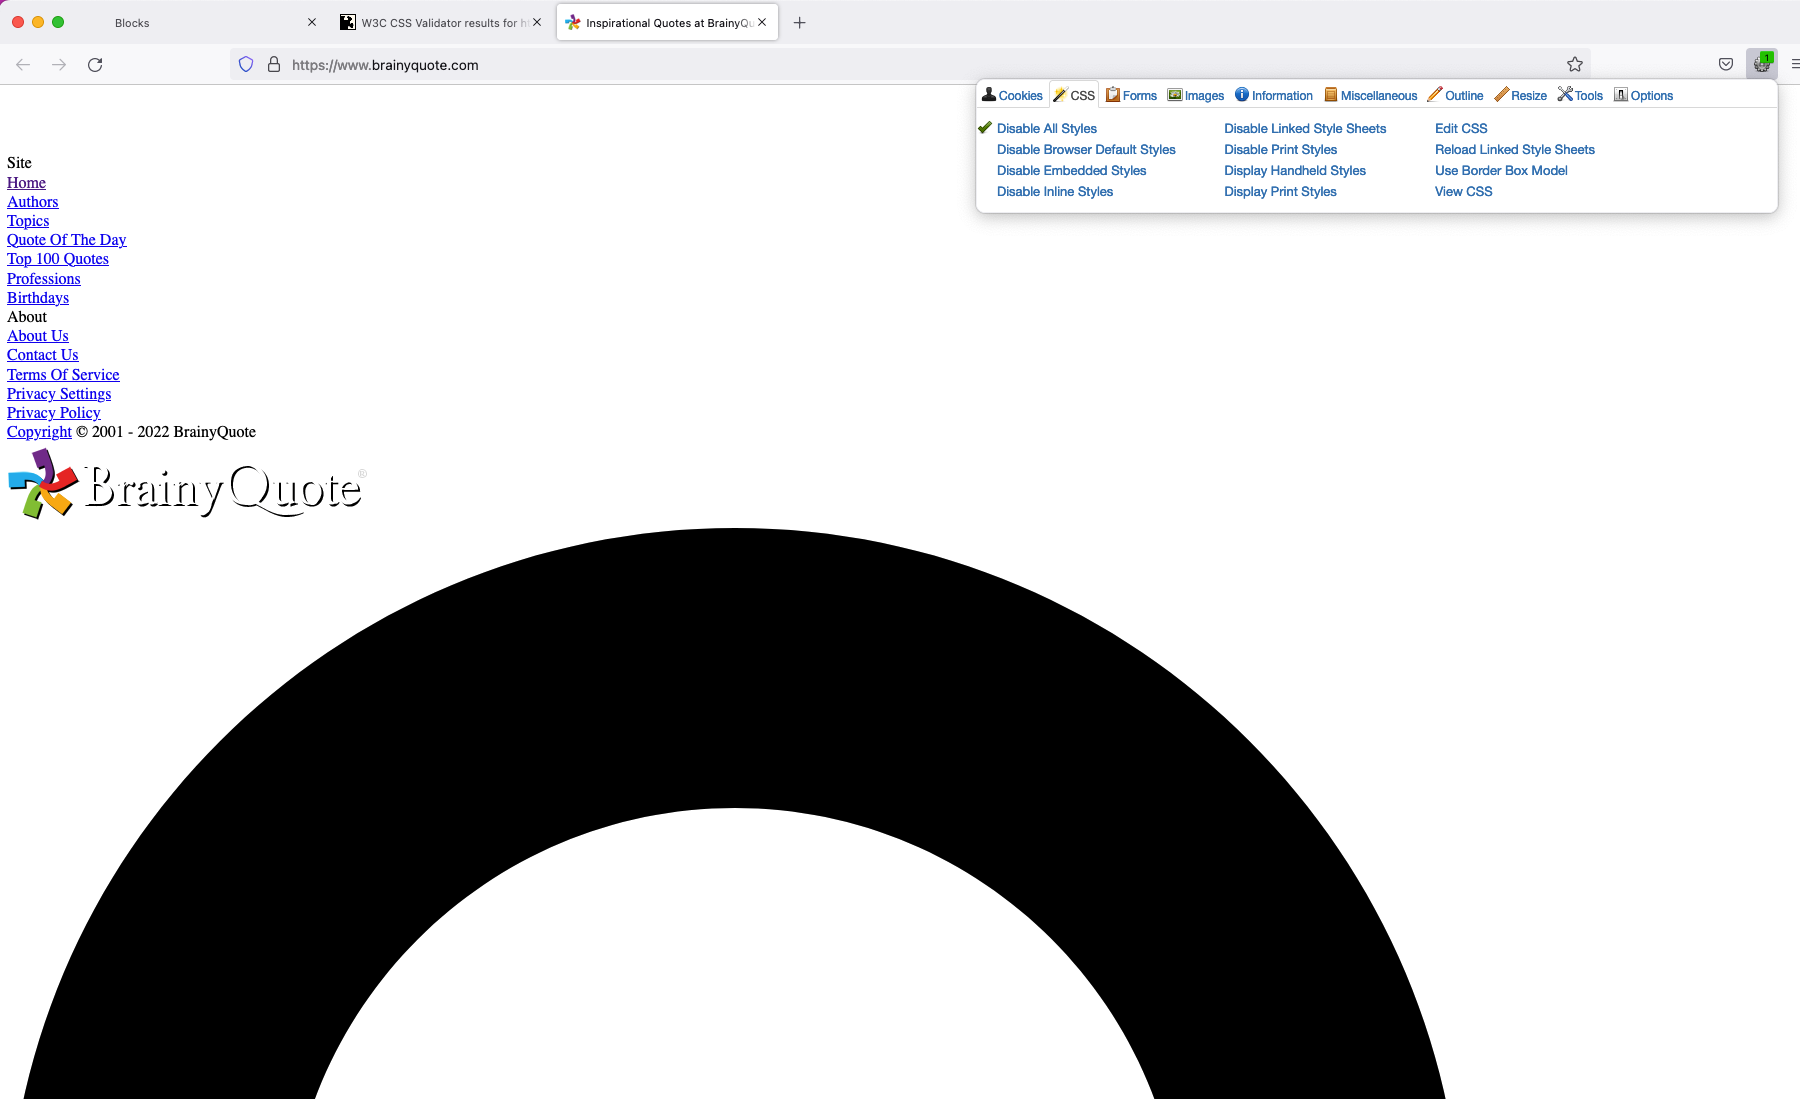 Blocks
W3C CSS Validator results for h
Inspirational Quotes at BrainyQu
https://www.brainyquote.com
1
Cookies CSS Forms Images Information Miscellaneous Outline Resize Tools Options
Disable All Styles Disable Linked Style Sheets Edit CSS
Disable Browser Default Styles Disable Print Styles Reload Linked Style Sheets
Disable Embedded Styles Display Handheld Styles Use Border Box Model
Disable Inline Styles Display Print Styles View CSS
Site
Home
Authors
Topics
Quote Of The Day
Top 100 Quotes
Professions
Birthdays
About
About Us
Contact Us
Terms Of Service
Privacy Settings
Privacy Policy
Copyright © 2001 - 2022 BrainyQuote
BrainyQuote®